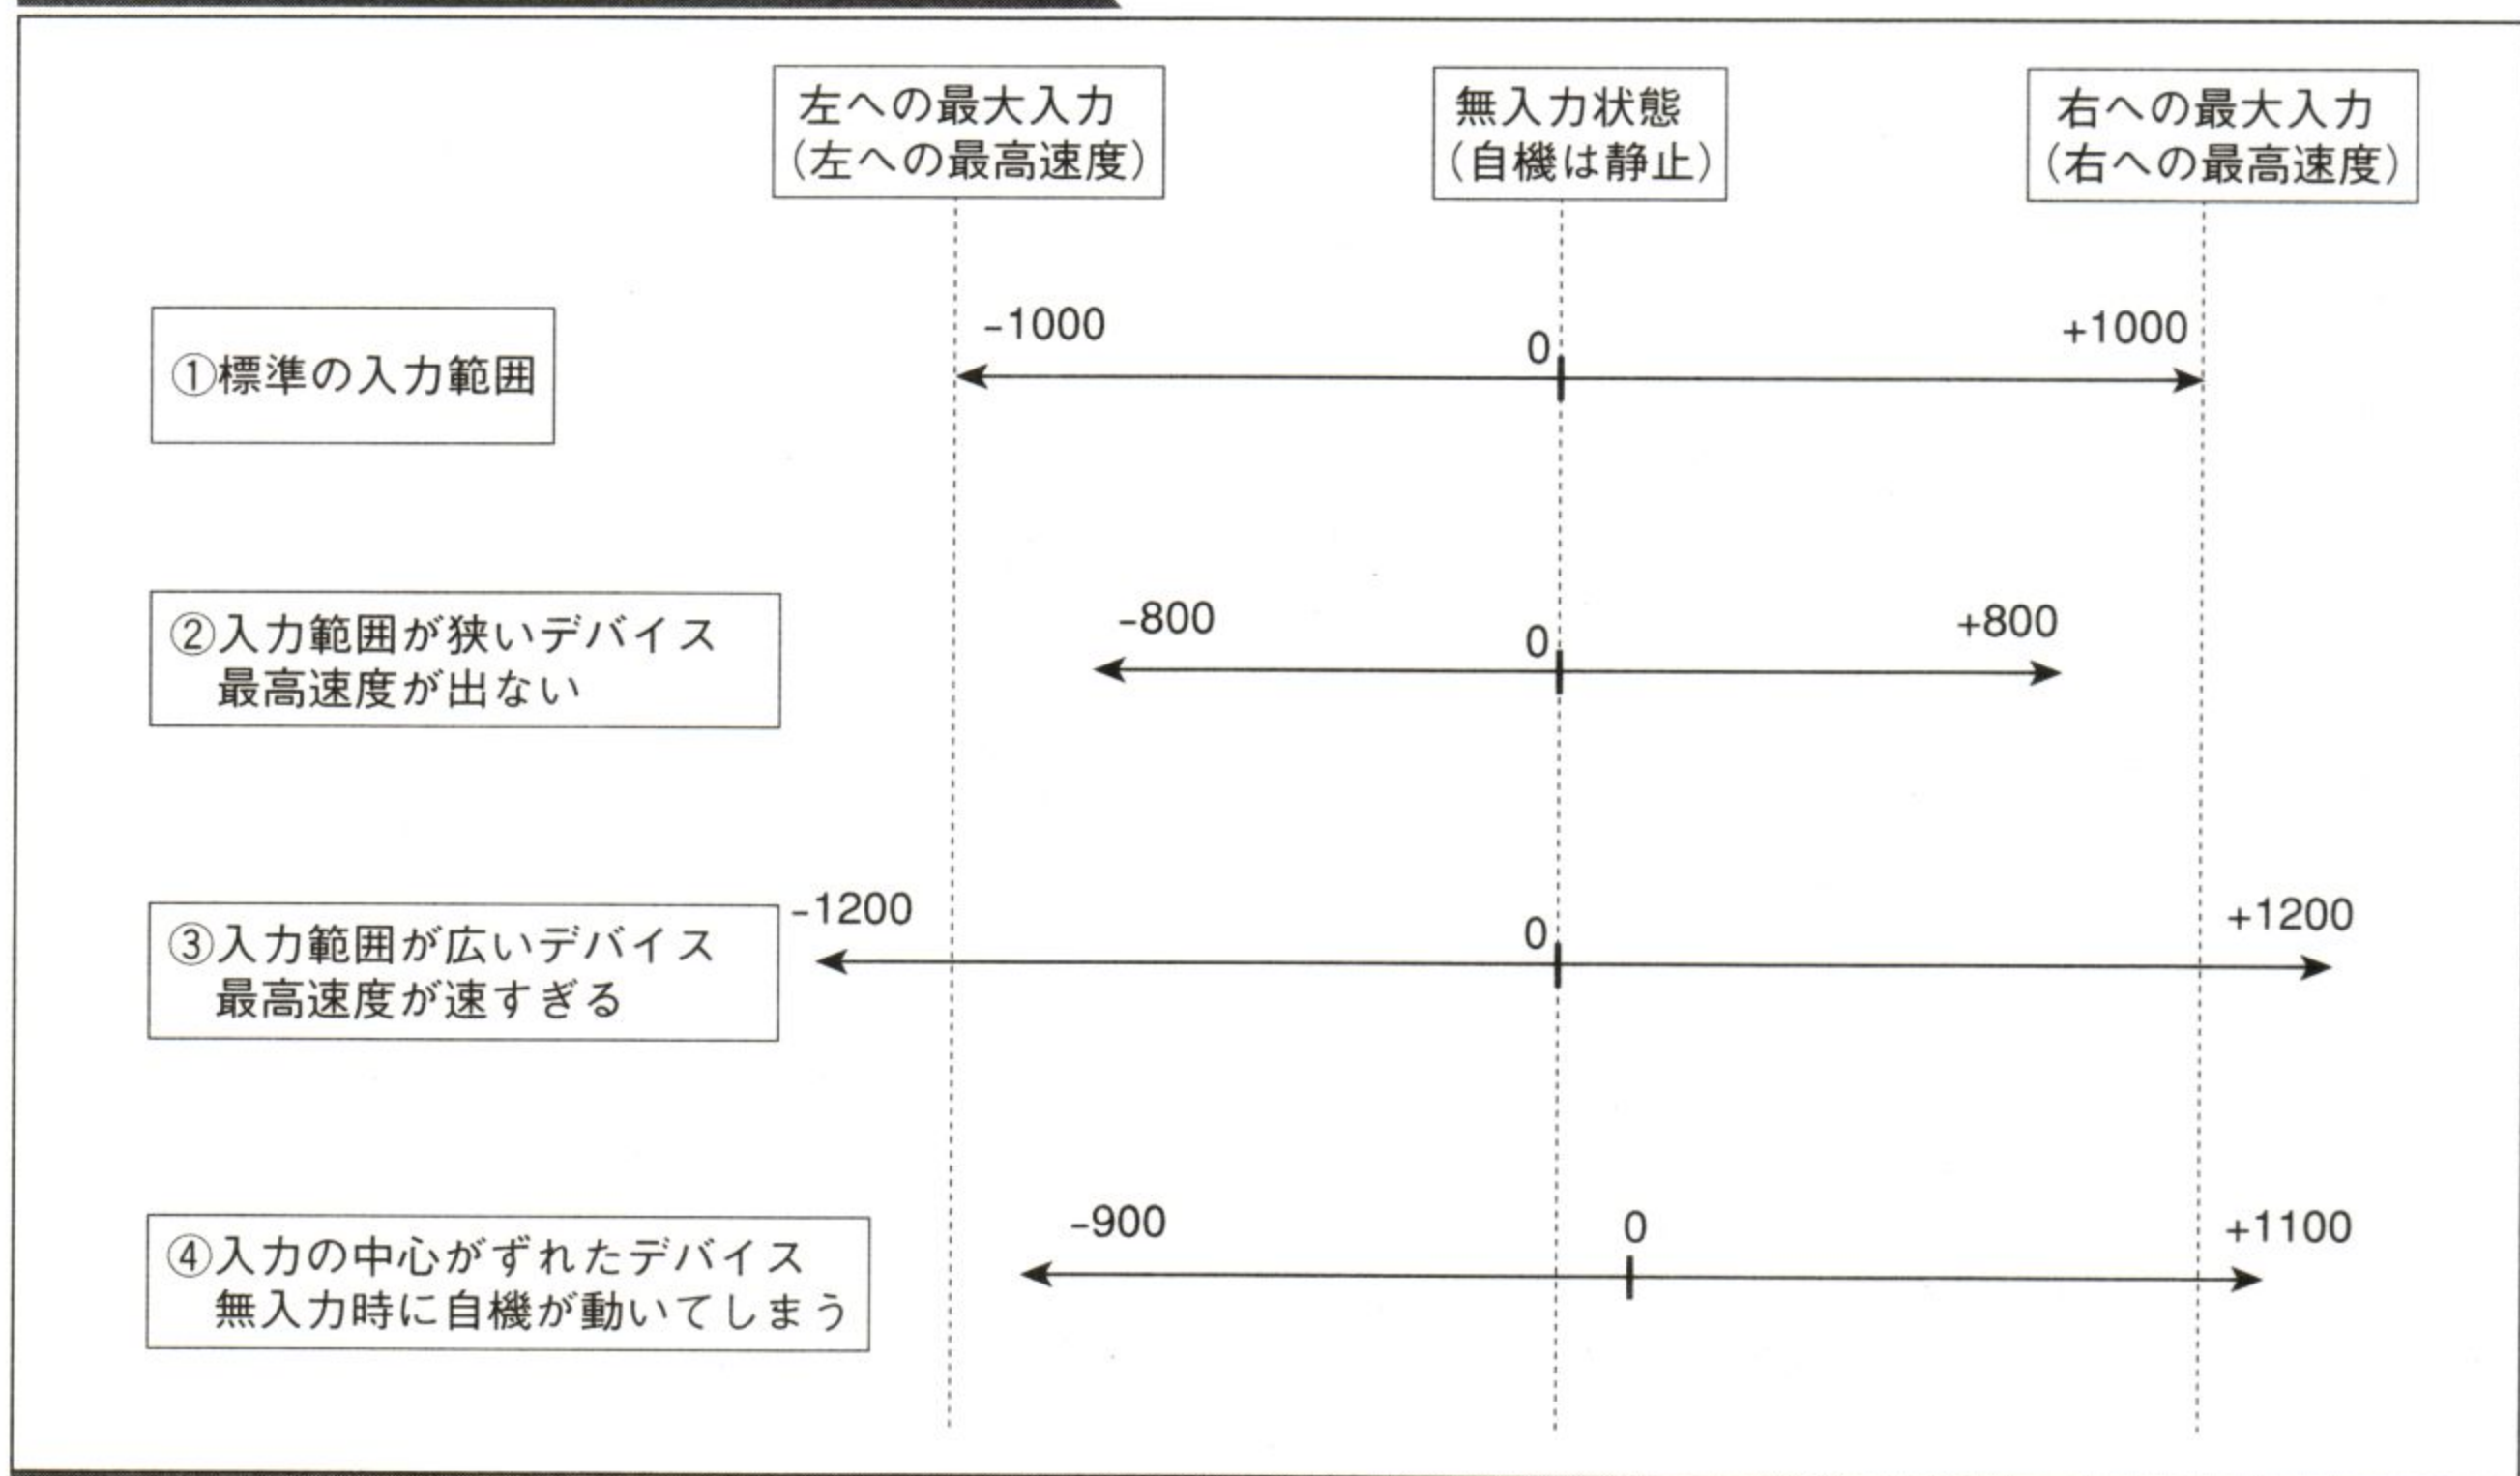 左への最大入力
(左への最高速度)
無入力状態
(自機は静止)
右への最大入力
(右への最高速度)
①標準の入力範囲
-1000
0
+1000
②入力範囲が狭いデバイス
最高速度が出ない
-800
0
+800
③入力範囲が広いデバイス
最高速度が速すぎる
-1200
0
+1200
④入力の中心がずれたデバイス
無入力時に自機が動いてしまう
-900
0
+1100